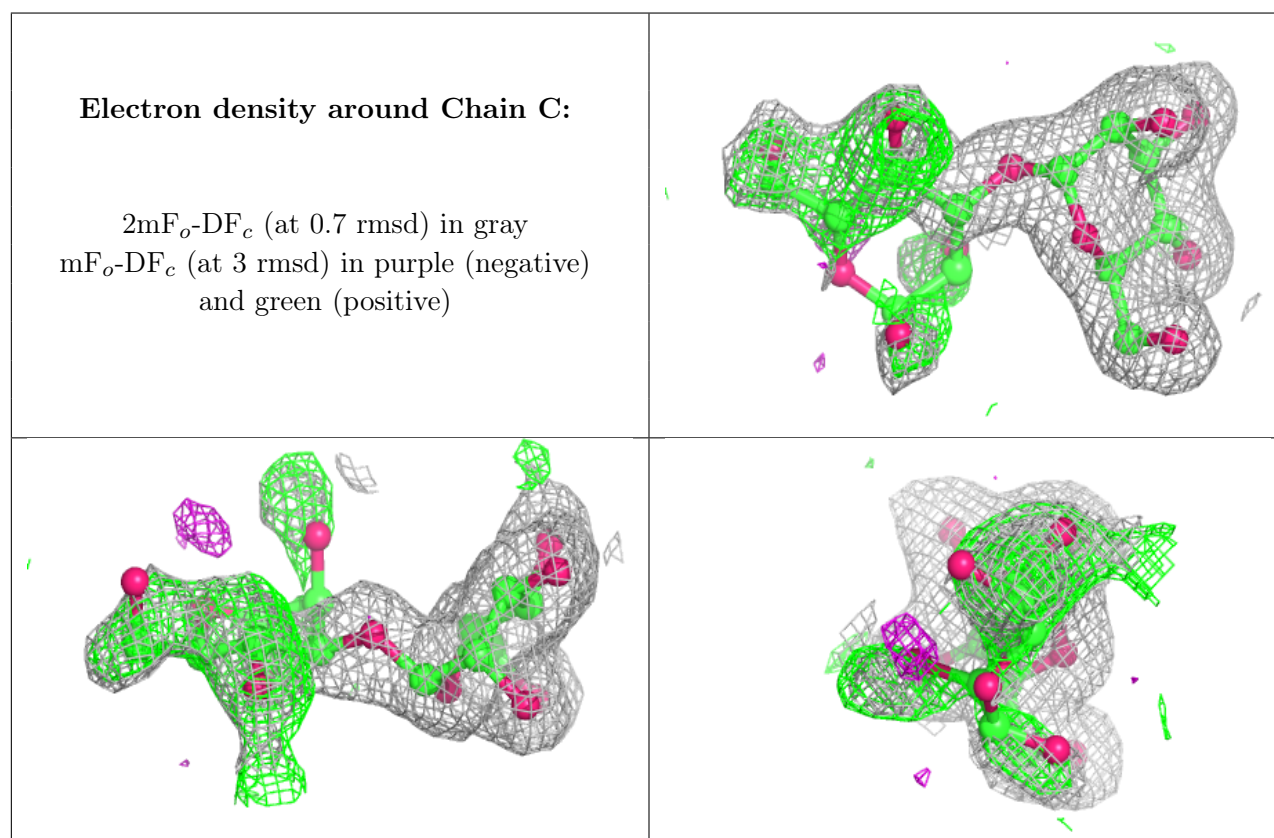 Electron density around Chain C:
2mFₒ-DF𝒸 (at 0.7 rmsd) in gray
mFₒ-DF𝒸 (at 3 rmsd) in purple (negative)
and green (positive)